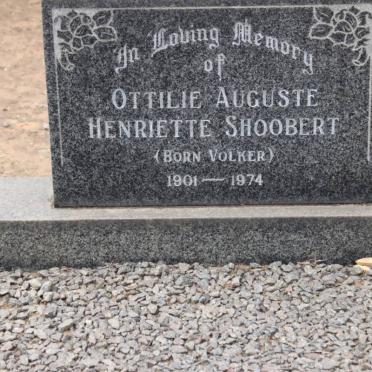 In Loving Memory
of
OTTILIE AUGUSTE
HENRIETTE SHOOBERT
(BORN VOLKER)
1901 — 1974